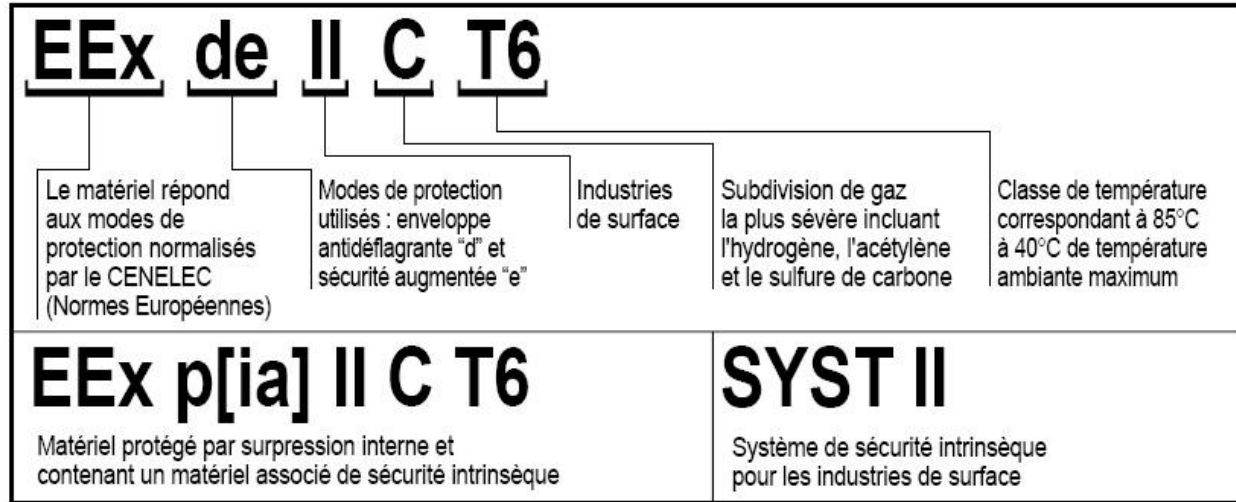 EEx de II C T6
Le matériel répond
aux modes de
protection normalisés
par le CENELEC
(Normes Européennes)
Modes de protection
utilisés : enveloppe
antidéflagrante “d” et
sécurité augmentée “e”
Industries
de surface
Subdivision de gaz
la plus sévère incluant
l'hydrogène, l'acétylène
et le sulfure de carbone
Classe de température
correspondant à 85°C
à 40°C de température
ambiante maximum
EEx p[ia] II C T6
Matériel protégé par surpression interne et
contenant un matériel associé de sécurité intrinsèque
SYST II
Système de sécurité intrinsèque
pour les industries de surface